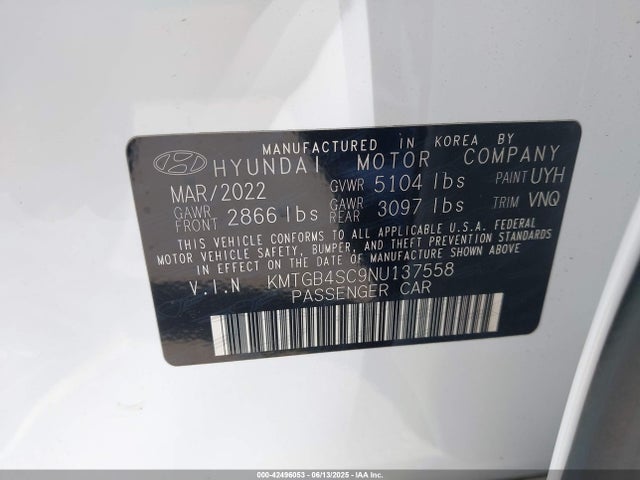 MANUFACTURED IN KOREA BY
HYUNDAI MOTOR COMPANY
MAR/2022 GVWR 5104 lbs PAINT UYH
GAWR FRONT 2866 lbs GAWR REAR 3097 lbs TRIM VNQ
THIS VEHICLE CONFORMS TO ALL APPLICABLE U.S.A. FEDERAL
MOTOR VEHICLE SAFETY, BUMPER, AND THEFT PREVENTION STANDARDS
IN EFFECT ON THE DATE OF MANUFACTURE SHOWN ABOVE.
V.I.N KMTGB4SC9NU137558
PASSENGER CAR
000-42496053 - 06/13/2025 - IAA Inc.